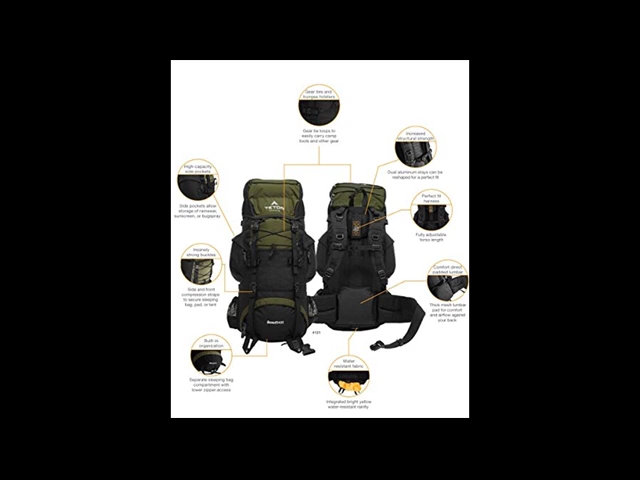 Gear ties and
bungee holsters
Gear tie loops to
easily carry camp
tools and other gear
Increased
structural strength
Dual aluminum stays can be
reshaped for a perfect fit
High-capacity
side pockets
Side pockets allow
storage of raingear,
sunscreen, or bugspray
Perfect fit
harness
Fully adjustable
torso length
TETON
Insanely
strong buckles
Side and front
compression straps
to secure sleeping
bag, pad, or tent
Comfort direct
padded lumbar
Thick mesh lumbar
pad for comfort
and airflow against
your back
Scout
Built-in
organization
Separate sleeping bag
compartment with
lower zipper access
Water
resistant fabric
Integrated bright yellow
water-resistant rainfly